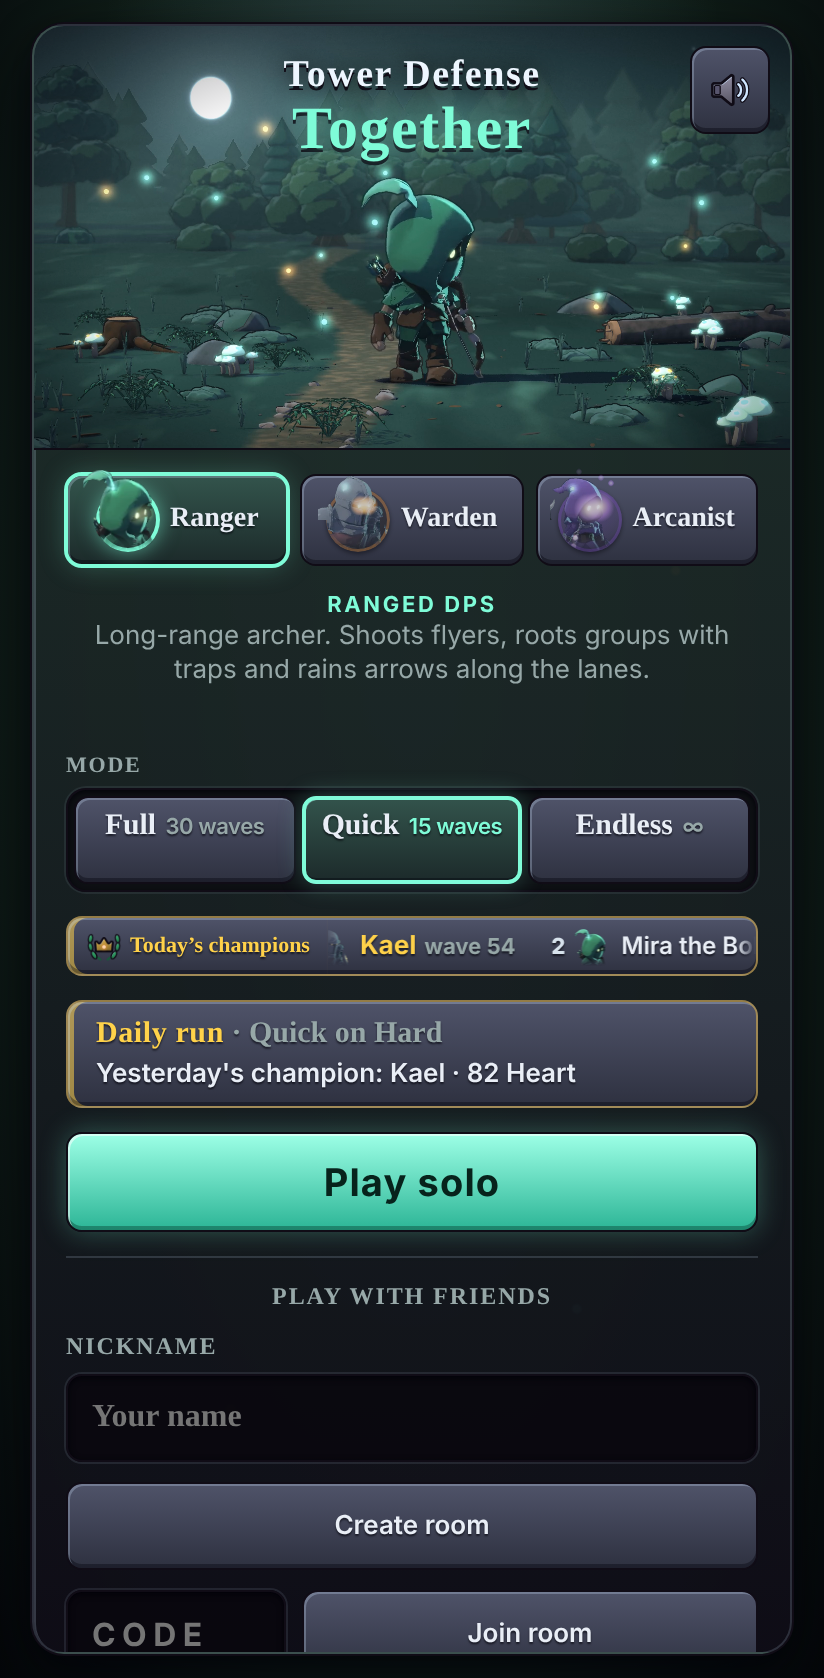 Tower Defense
Together
Ranger
Warden
Arcanist
RANGED DPS
Long-range archer. Shoots flyers, roots groups with
traps and rains arrows along the lanes.
MODE
Full 30 waves
Quick 15 waves
Endless ∞
Today’s champions Kael wave 54 2 Mira the Bo
Daily run · Quick on Hard
Yesterday's champion: Kael · 82 Heart
Play solo
PLAY WITH FRIENDS
NICKNAME
Your name
Create room
CODE
Join room